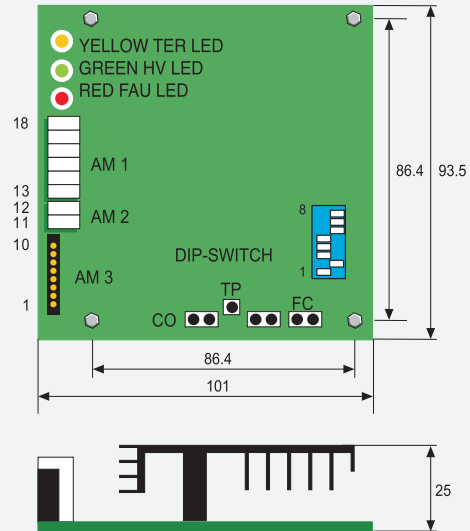 YELLOW TER LED
GREEN HV LED
RED FAU LED
18
AM 1
13
12
AM 2
11
10
AM 3
1
8
1
DIP-SWITCH
TP
CO
FC
86.4
93.5
86.4
101
25